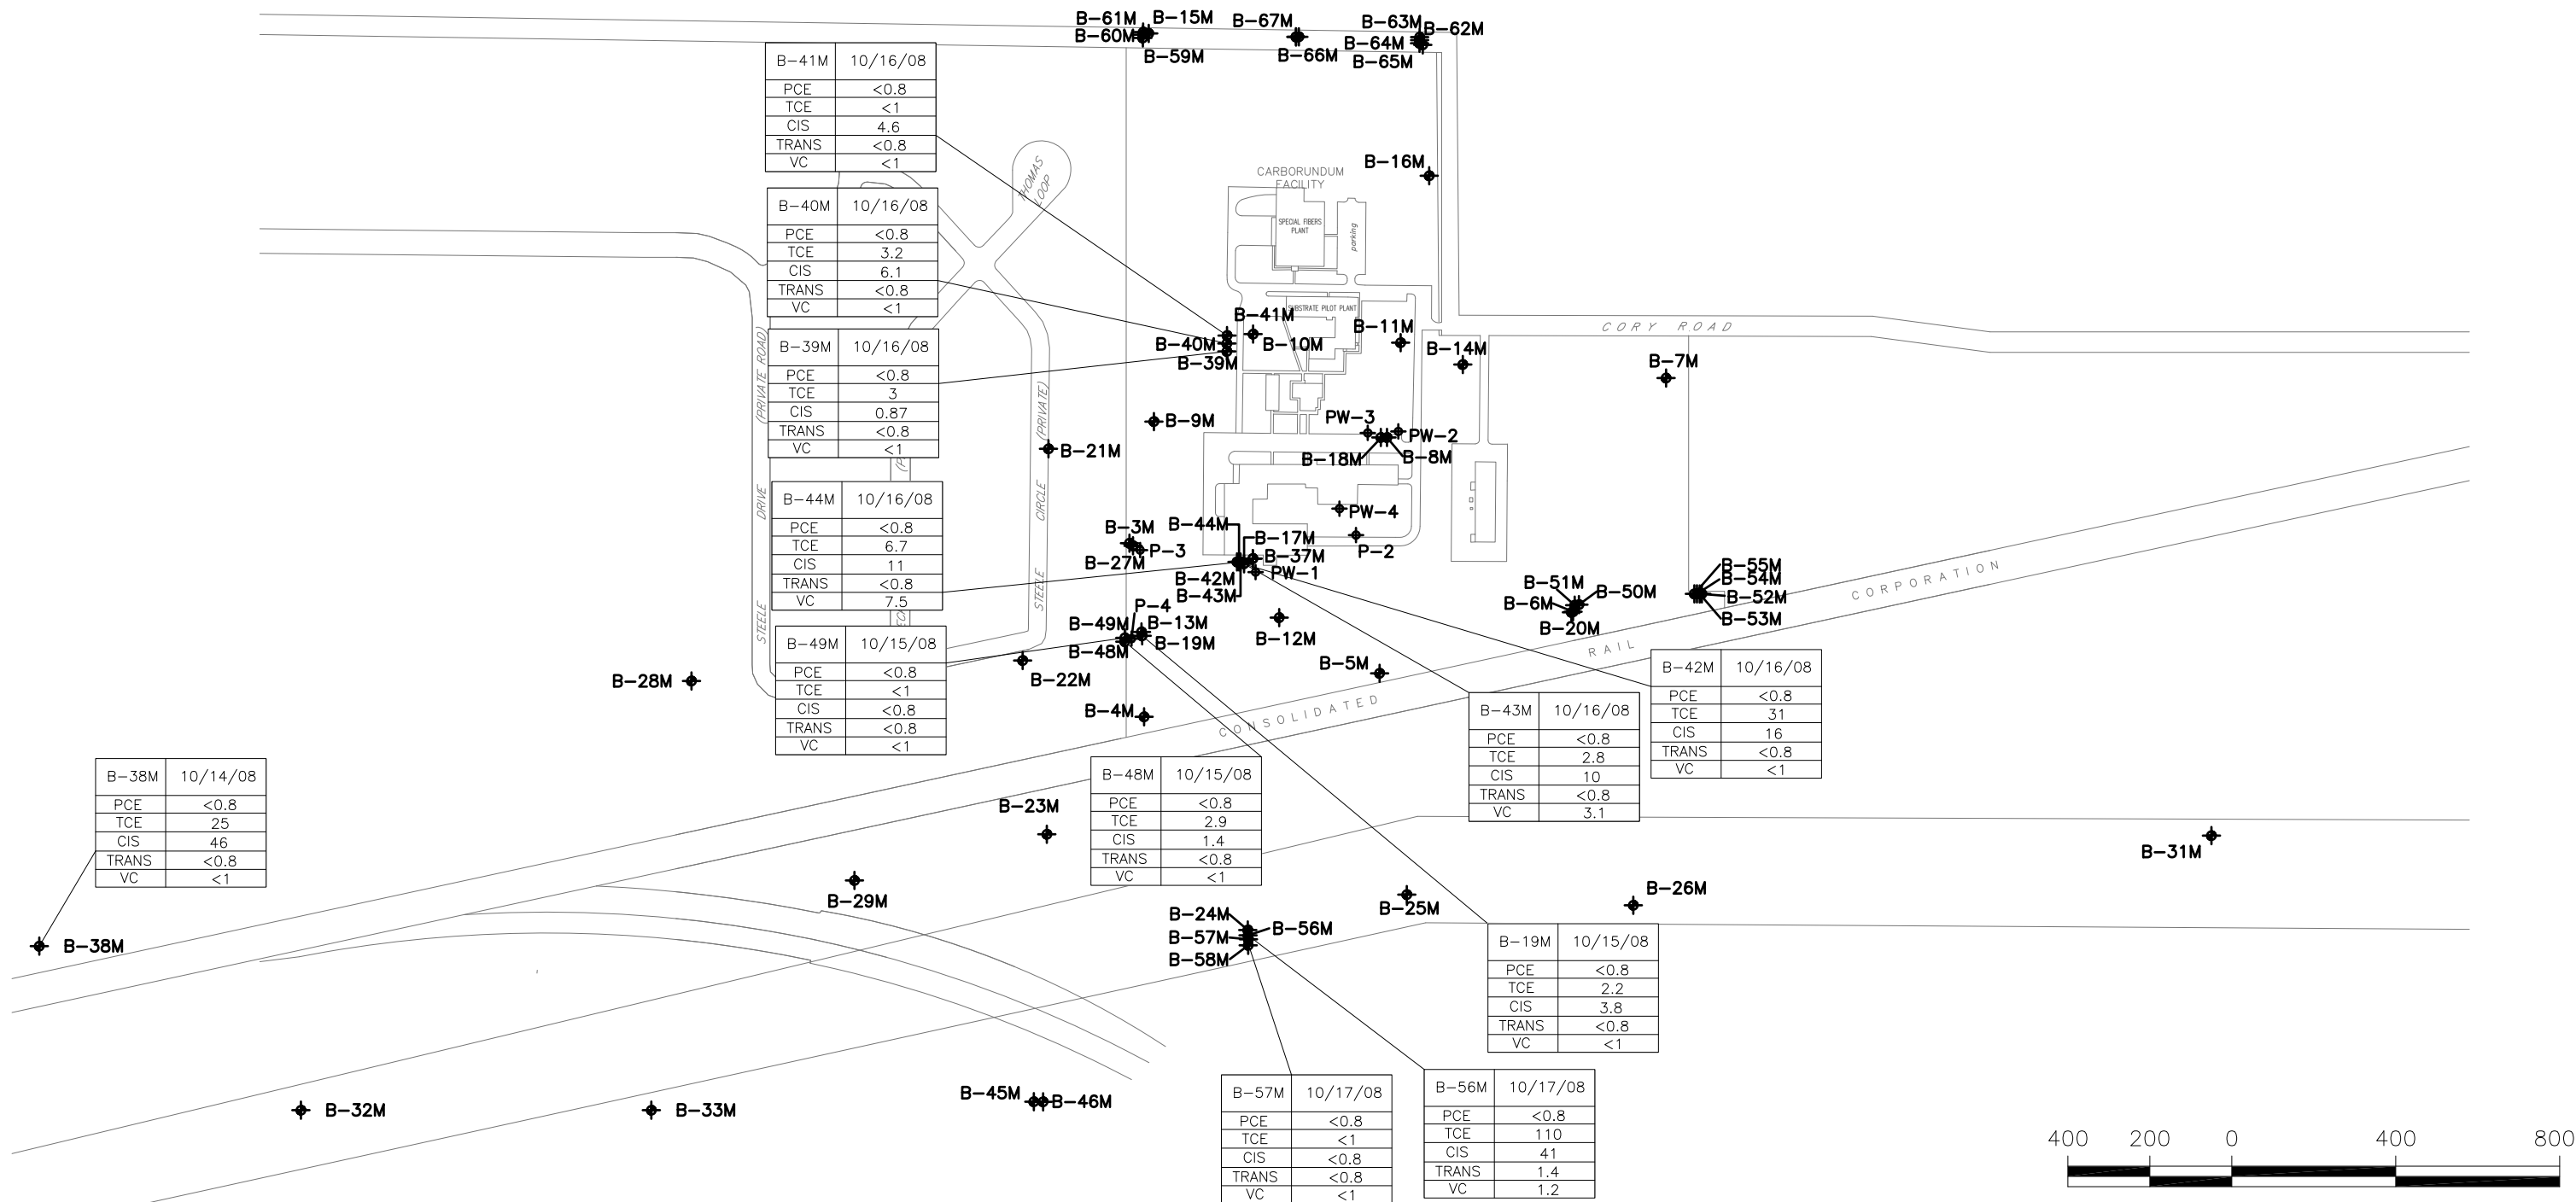 B-61M
B-15M
B-60M
B-59M
B-67M
B-66M
B-63M
B-62M
B-64M
B-65M
B-41M 10/16/08
PCE <0.8
TCE <1
CIS 4.6
TRANS <0.8
VC <1
B-40M 10/16/08
PCE <0.8
TCE 3.2
CIS 6.1
TRANS <0.8
VC <1
B-39M 10/16/08
PCE <0.8
TCE 3
CIS 0.87
TRANS <0.8
VC <1
B-44M 10/16/08
PCE <0.8
TCE 6.7
CIS 11
TRANS <0.8
VC 7.5
B-49M 10/15/08
PCE <0.8
TCE <1
CIS <0.8
TRANS <0.8
VC <1
THOMAS
LOOP
STEELE DRIVE (PRIVATE ROAD)
STEELE CIRCLE (PRIVATE)
CARBORUNDUM
FACILITY
SPECIAL FIBERS
PLANT
parking
SUBSTRATE PILOT PLANT
B-16M
B-41M
B-40M
B-10M
B-39M
B-11M
B-14M
CORY ROAD
B-7M
B-9M
B-21M
PW-3
PW-2
B-18M
B-8M
PW-4
P-2
B-3M
B-27M
P-3
B-44M
B-17M
B-37M
B-42M
PW-1
B-43M
P-4
B-49M
B-13M
B-48M
B-19M
B-12M
B-51M
B-50M
B-6M
B-20M
B-55M
B-54M
B-52M
B-53M
B-28M
B-22M
B-4M
B-5M
CONSOLIDATED RAIL CORPORATION
B-42M 10/16/08
PCE <0.8
TCE 31
CIS 16
TRANS <0.8
VC <1
B-43M 10/16/08
PCE <0.8
TCE 2.8
CIS 10
TRANS <0.8
VC 3.1
B-38M 10/14/08
PCE <0.8
TCE 25
CIS 46
TRANS <0.8
VC <1
B-38M
B-48M 10/15/08
PCE <0.8
TCE 2.9
CIS 1.4
TRANS <0.8
VC <1
B-23M
B-29M
B-31M
B-26M
B-25M
B-24M
B-56M
B-57M
B-58M
B-19M 10/15/08
PCE <0.8
TCE 2.2
CIS 3.8
TRANS <0.8
VC <1
B-32M
B-33M
B-45M
B-46M
B-57M 10/17/08
PCE <0.8
TCE <1
CIS <0.8
TRANS <0.8
VC <1
B-56M 10/17/08
PCE <0.8
TCE 110
CIS 41
TRANS 1.4
VC 1.2
400 200 0 400 800